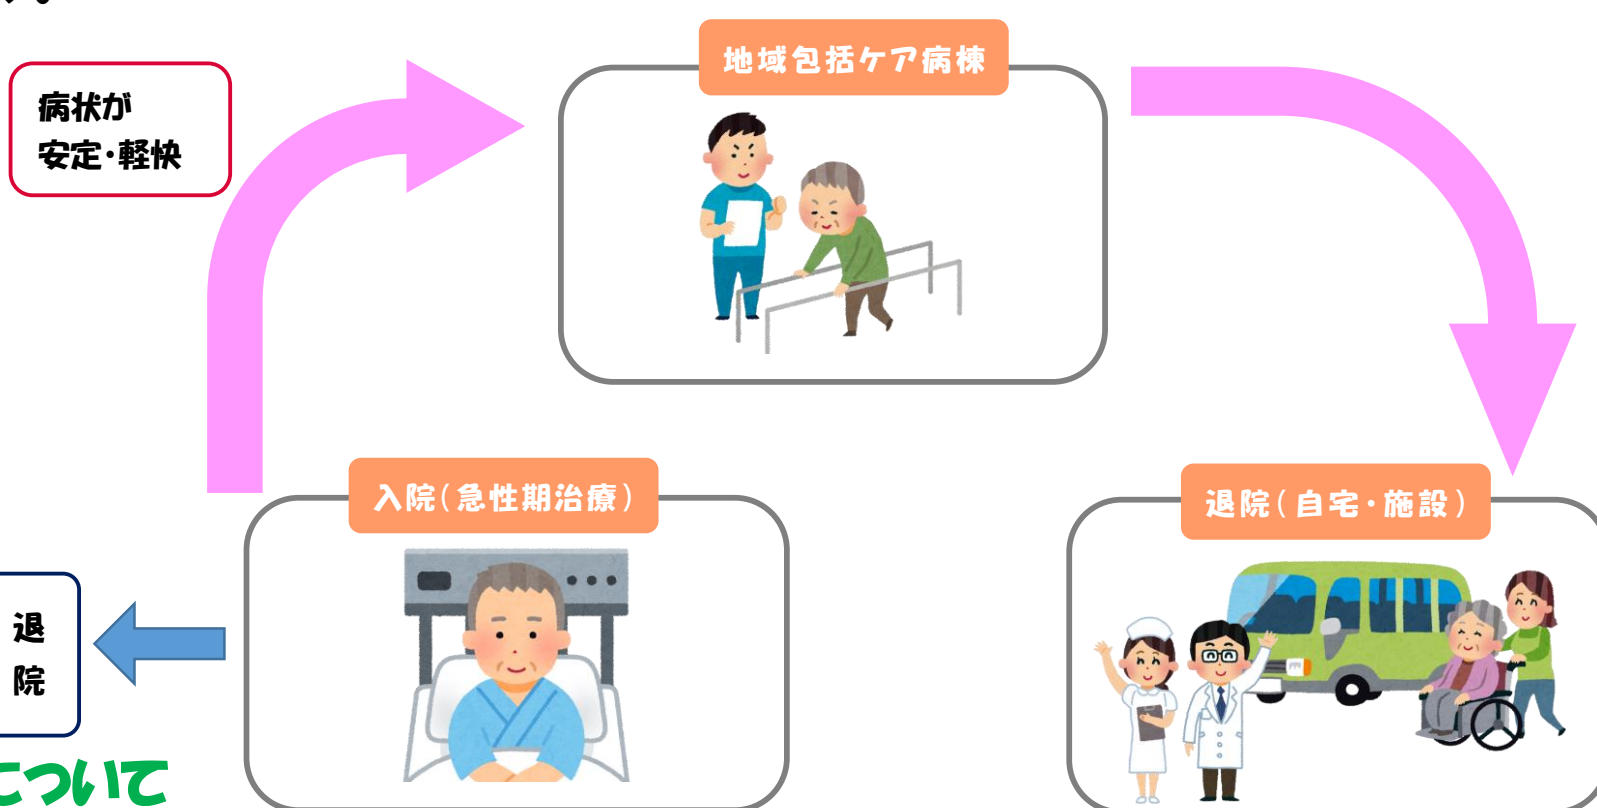 地域包括ケア病棟
病状が
安定・軽快
入院（急性期治療）
退院（自宅・施設）
退
院
について